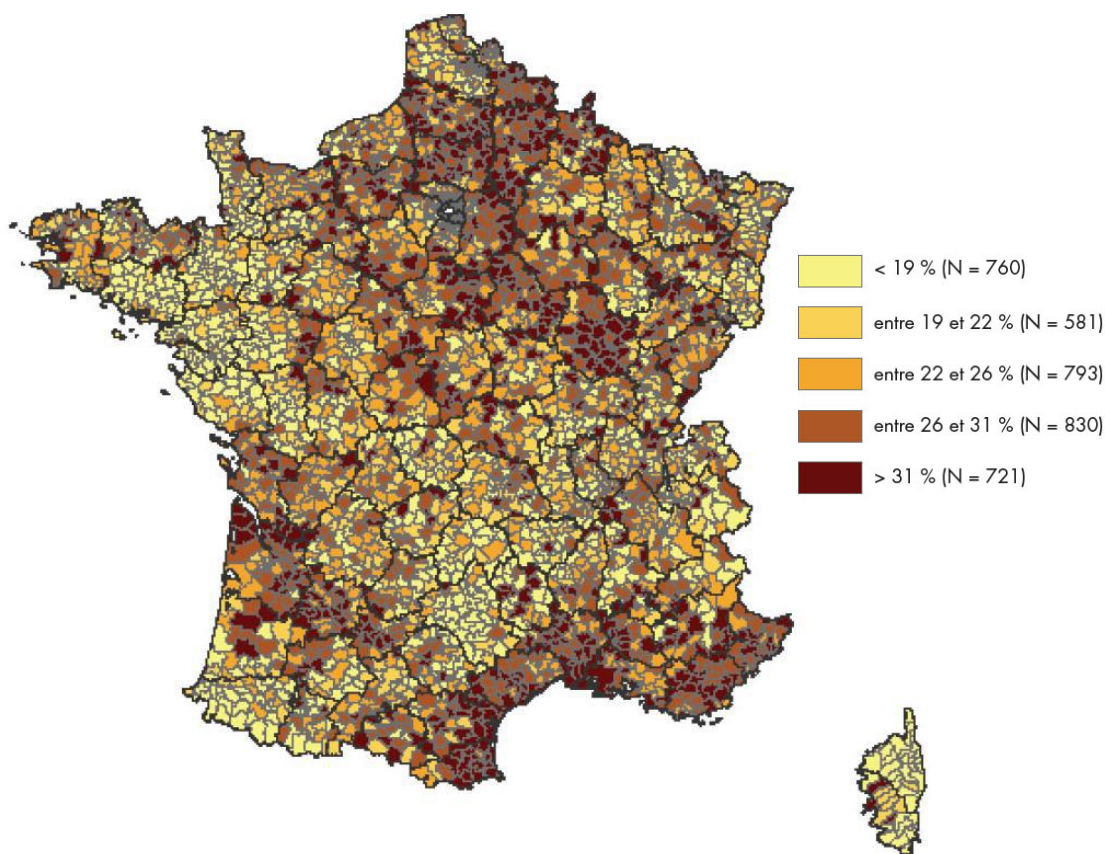 < 19 % (N = 760)
entre 19 et 22 % (N = 581)
entre 22 et 26 % (N = 793)
entre 26 et 31 % (N = 830)
> 31 % (N = 721)